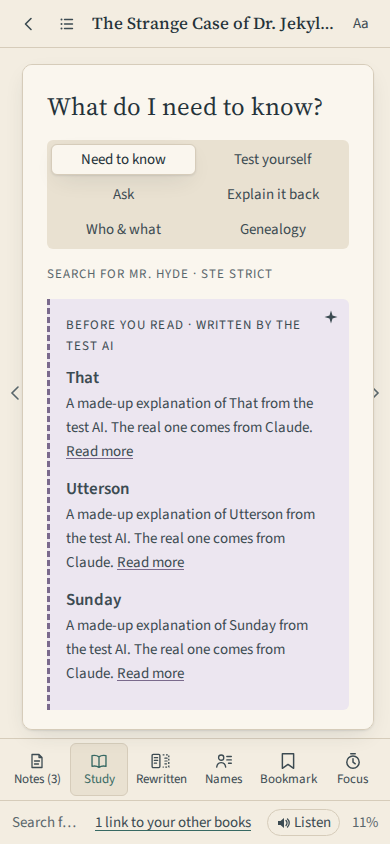 The Strange Case of Dr. Jekyl...
Aa
What do I need to know?
Need to know
Test yourself
Ask
Explain it back
Who & what
Genealogy
SEARCH FOR MR. HYDE · STE STRICT
BEFORE YOU READ · WRITTEN BY THE
TEST AI
That
A made-up explanation of That from the
test AI. The real one comes from Claude.
Read more
Utterson
A made-up explanation of Utterson from
the test AI. The real one comes from
Claude. Read more
Sunday
A made-up explanation of Sunday from
the test AI. The real one comes from
Claude. Read more
Notes (3)
Study
Rewritten
Names
Bookmark
Focus
Search f...
1 link to your other books
Listen
11%